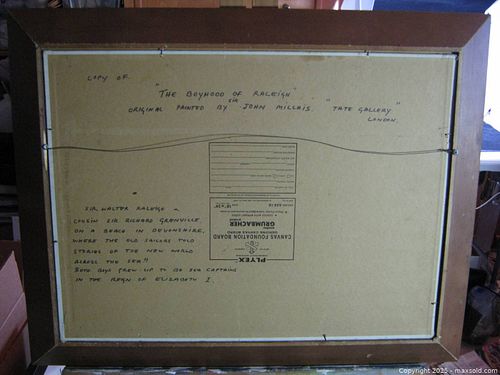 COPY OF
"THE BOYHOOD OF RALEIGH"
ORIGINAL PAINTED BY SIR JOHN MILLAIS "TATE GALLERY"
LONDON.
SIR WALTER RALEIGH
COUSIN SIR RICHARD GRENVILLE
ON A BEACH IN DEVONSHIRE,
WHERE THE OLD SAILORS TOLD
STORIES OF THE NEW WORLD
ACROSS THE SEA"
BOTH BOYS GREW UP TO BE SEA CAPTAINS
IN THE REIGN OF ELIZABETH I.
PLYEX
CANVAS FOUNDATION BOARD
GRUMBACHER
Copyright 2025 - maxsold.com